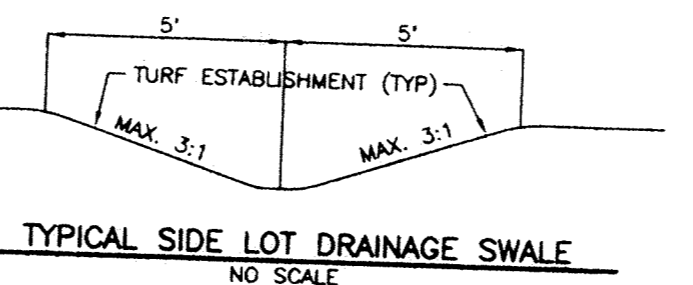 5' 5'
TURF ESTABLISHMENT (TYP)
MAX. 3:1 MAX. 3:1
TYPICAL SIDE LOT DRAINAGE SWALE
NO SCALE